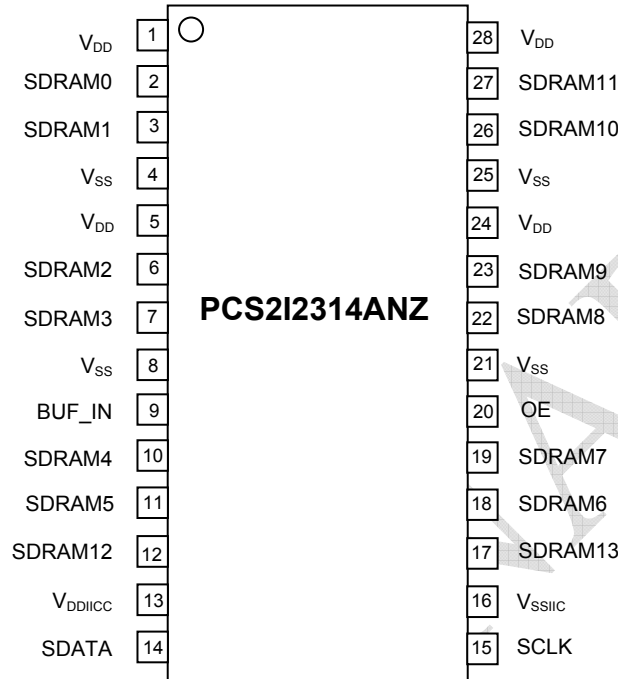 VDD 1 28 VDD
SDRAM0 2 27 SDRAM11
SDRAM1 3 26 SDRAM10
VSS 4 25 VSS
VDD 5 24 VDD
SDRAM2 6 23 SDRAM9
SDRAM3 7 PCS2I2314ANZ 22 SDRAM8
VSS 8 21 VSS
BUF_IN 9 20 OE
SDRAM4 10 19 SDRAM7
SDRAM5 11 18 SDRAM6
SDRAM12 12 17 SDRAM13
VDDIICC 13 16 VSSIIC
SDATA 14 15 SCLK